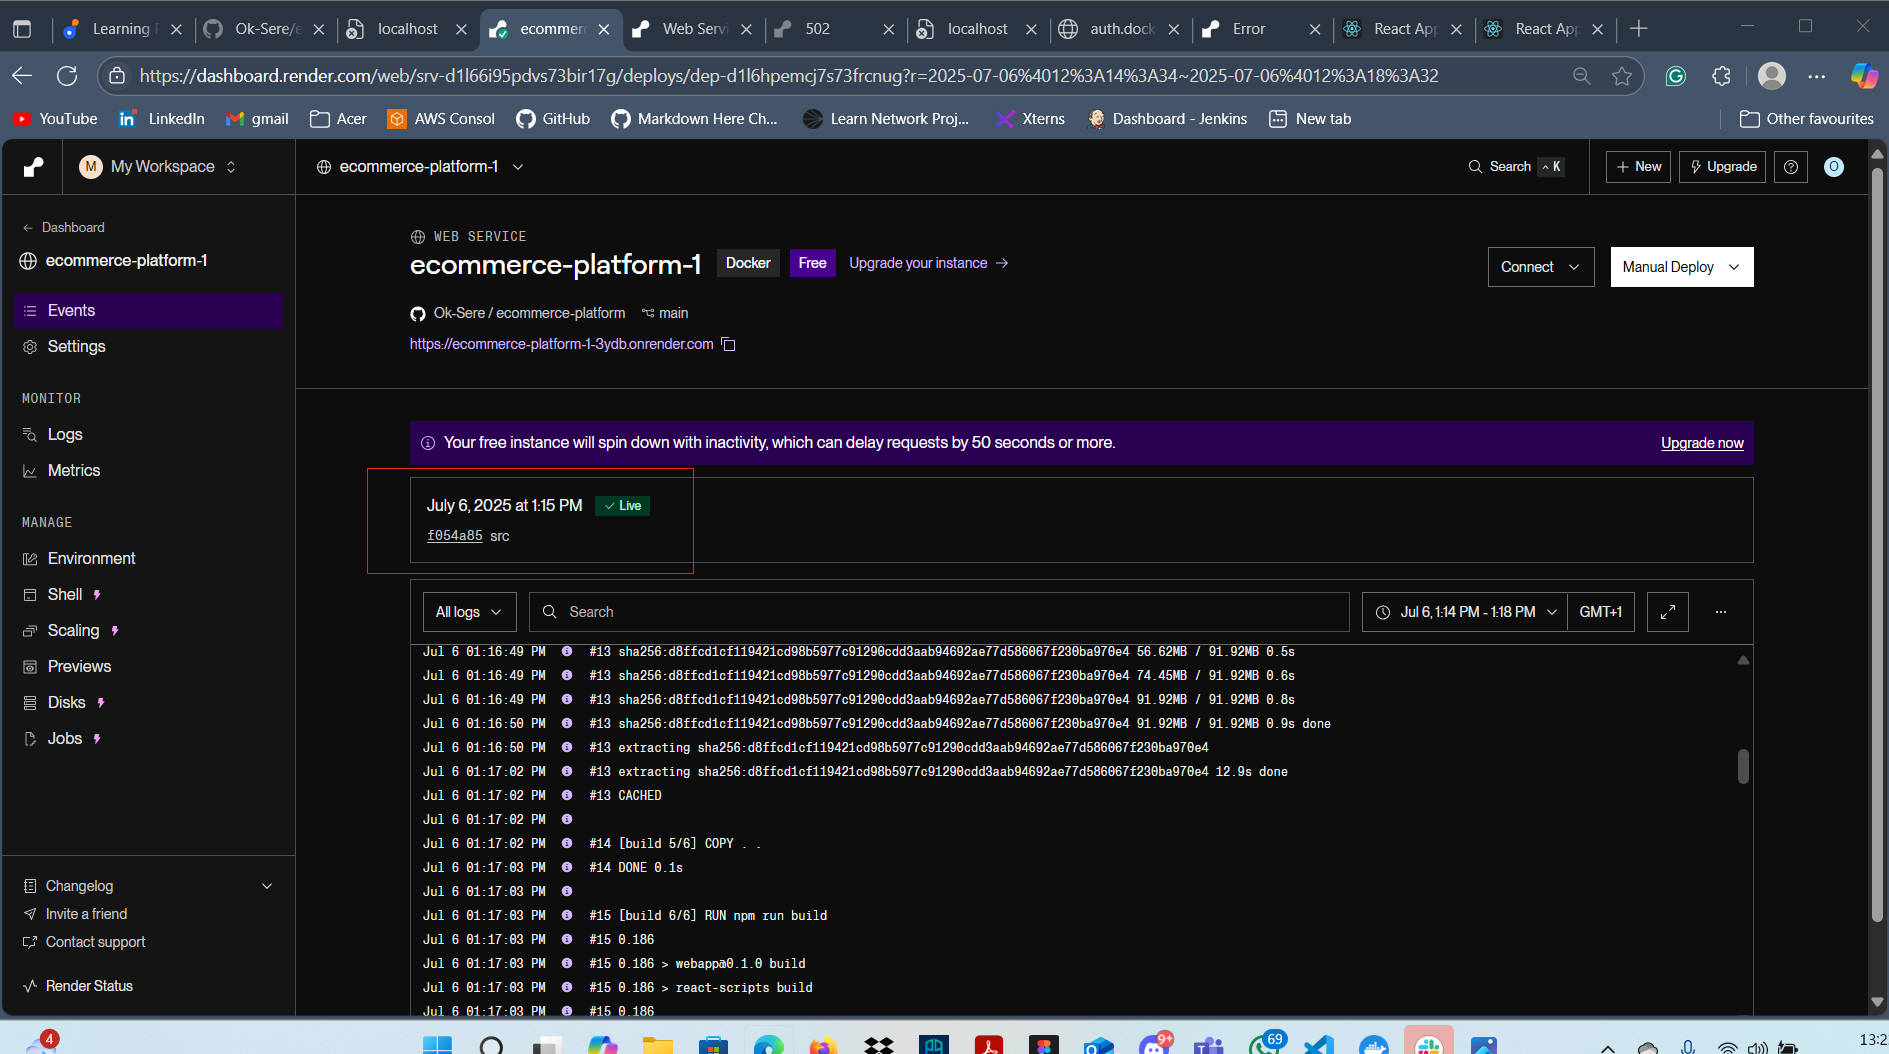 Learning
Ok-Sere/e
localhost
ecommer
Web Servi
502
localhost
auth.dock
Error
React App
React App
https://dashboard.render.com/web/srv-d1l66i95pdvs73bir17g/deploys/dep-d1l6hpemcj7s73frcnug?r=2025-07-06%4012%3A14%3A34~2025-07-06%4012%3A18%3A32
YouTube
LinkedIn
gmail
Acer
AWS Consol
GitHub
Markdown Here Ch...
Learn Network Proj...
Xterns
Dashboard - Jenkins
New tab
Other favourites
M My Workspace
ecommerce-platform-1
Search ^ K
+ New
Upgrade
O
← Dashboard
ecommerce-platform-1
Events
Settings
MONITOR
Logs
Metrics
MANAGE
Environment
Shell
Scaling
Previews
Disks
Jobs
Changelog
Invite a friend
Contact support
Render Status
WEB SERVICE
ecommerce-platform-1 Docker Free Upgrade your instance →
Connect
Manual Deploy
Ok-Sere / ecommerce-platform main
https://ecommerce-platform-1-3ydb.onrender.com
Your free instance will spin down with inactivity, which can delay requests by 50 seconds or more.
Upgrade now
July 6, 2025 at 1:15 PM ✓ Live
f054a85 src
All logs
Search
Jul 6, 1:14 PM - 1:18 PM
GMT+1
...
Jul 6 01:16:49 PM #13 sha256:d8ffcd1cf119421cd98b5977c91290cdd3aab94692ae77d586067f230ba970e4 56.62MB / 91.92MB 0.5s
Jul 6 01:16:49 PM #13 sha256:d8ffcd1cf119421cd98b5977c91290cdd3aab94692ae77d586067f230ba970e4 74.45MB / 91.92MB 0.6s
Jul 6 01:16:49 PM #13 sha256:d8ffcd1cf119421cd98b5977c91290cdd3aab94692ae77d586067f230ba970e4 91.92MB / 91.92MB 0.8s
Jul 6 01:16:50 PM #13 sha256:d8ffcd1cf119421cd98b5977c91290cdd3aab94692ae77d586067f230ba970e4 91.92MB / 91.92MB 0.9s done
Jul 6 01:16:50 PM #13 extracting sha256:d8ffcd1cf119421cd98b5977c91290cdd3aab94692ae77d586067f230ba970e4
Jul 6 01:17:02 PM #13 extracting sha256:d8ffcd1cf119421cd98b5977c91290cdd3aab94692ae77d586067f230ba970e4 12.9s done
Jul 6 01:17:02 PM #13 CACHED
Jul 6 01:17:02 PM
Jul 6 01:17:02 PM #14 [build 5/6] COPY . .
Jul 6 01:17:03 PM #14 DONE 0.1s
Jul 6 01:17:03 PM
Jul 6 01:17:03 PM #15 [build 6/6] RUN npm run build
Jul 6 01:17:03 PM #15 0.186
Jul 6 01:17:03 PM #15 0.186 > webapp@0.1.0 build
Jul 6 01:17:03 PM #15 0.186 > react-scripts build
Jul 6 01:17:03 PM #15 0.186
4
9+
69
13:2